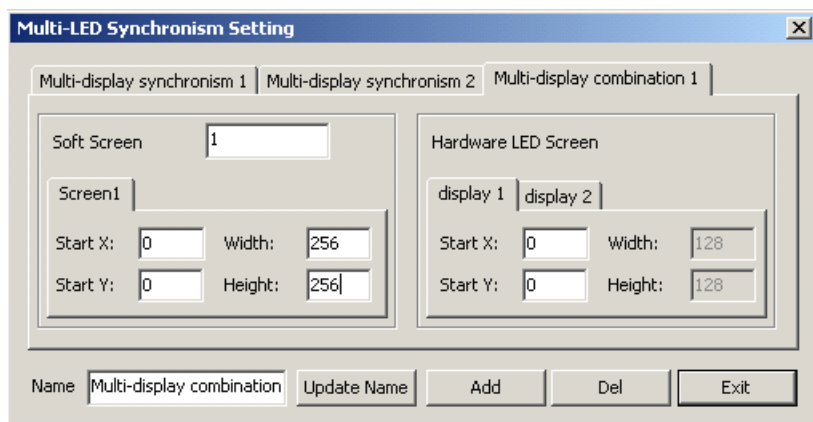 Multi-LED Synchronism Setting
Multi-display synchronism 1 Multi-display synchronism 2 Multi-display combination 1
Soft Screen 1
Screen1
Start X: 0 Width: 256
Start Y: 0 Height: 256
Hardware LED Screen
display 1 display 2
Start X: 0 Width: 128
Start Y: 0 Height: 128
Name Multi-display combination Update Name Add Del Exit